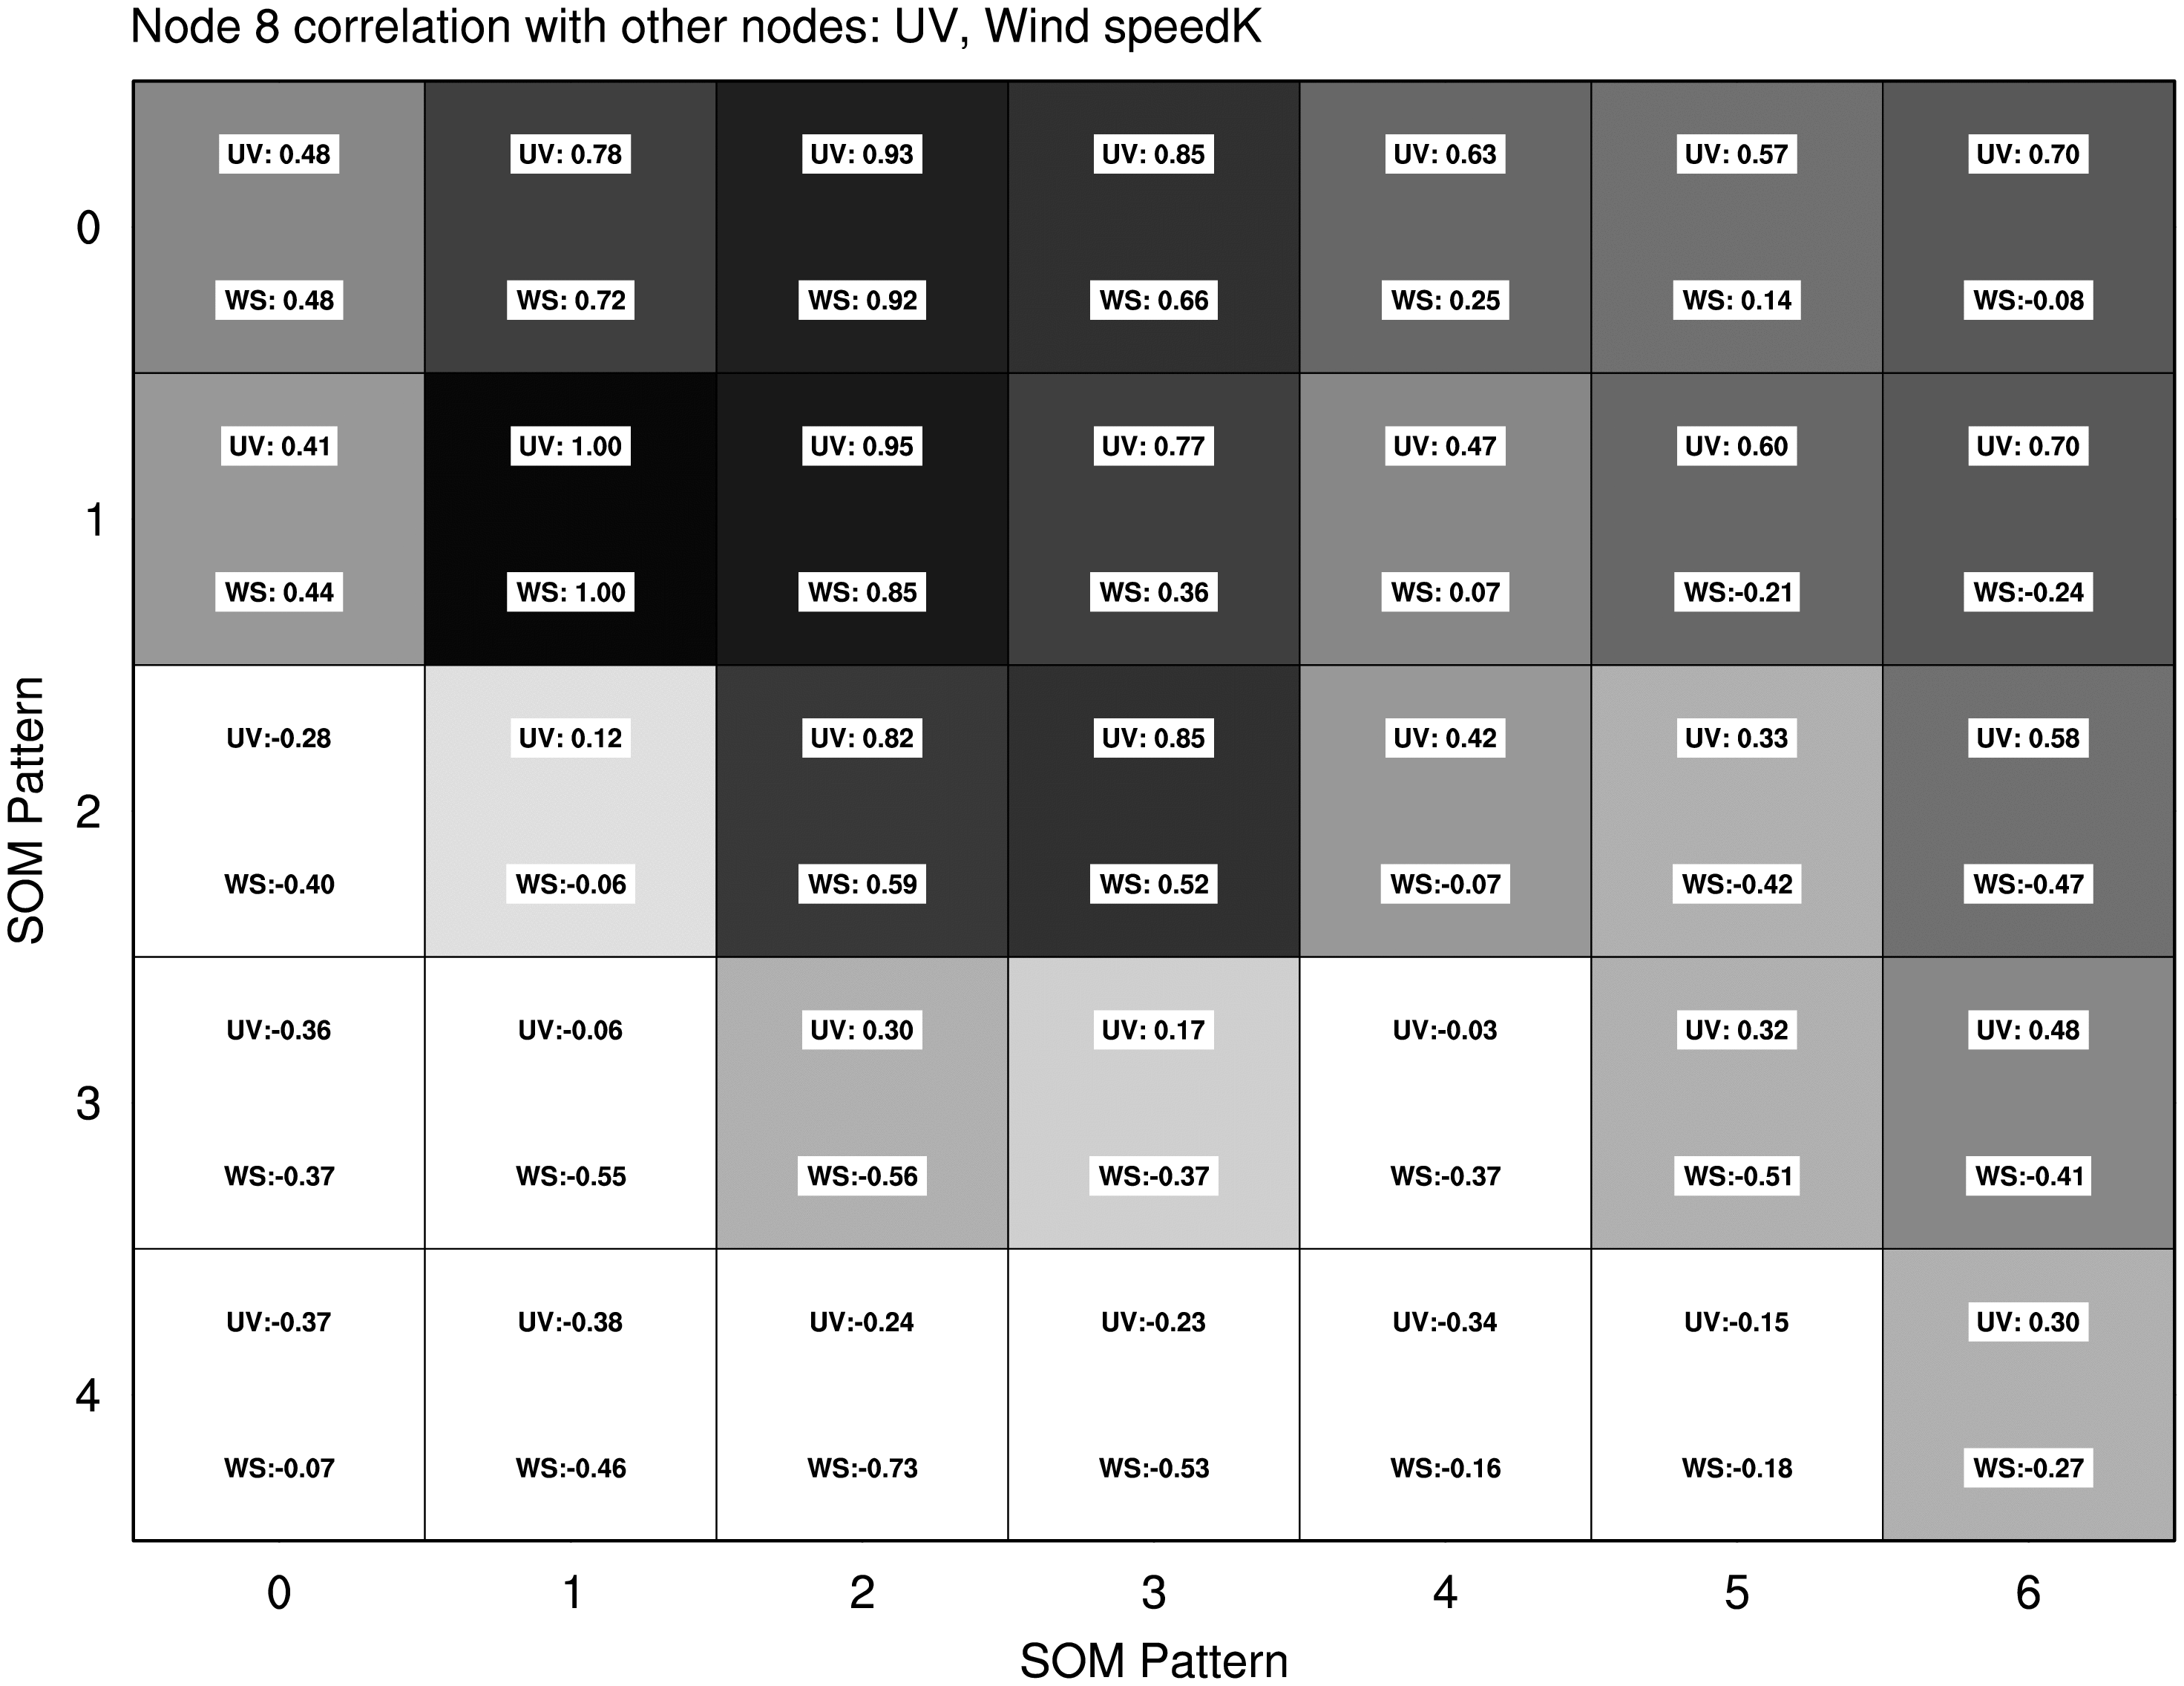 Node 8 correlation with other nodes: UV, Wind speedK
UV: 0.48 UV: 0.78 UV: 0.93 UV: 0.85 UV: 0.63 UV: 0.57 UV: 0.70
0
WS: 0.48 WS: 0.72 WS: 0.92 WS: 0.66 WS: 0.25 WS: 0.14 WS:-0.08
UV: 0.41 UV: 1.00 UV: 0.95 UV: 0.77 UV: 0.47 UV: 0.60 UV: 0.70
1
WS: 0.44 WS: 1.00 WS: 0.85 WS: 0.36 WS: 0.07 WS:-0.21 WS:-0.24
UV:-0.28 UV: 0.12 UV: 0.82 UV: 0.85 UV: 0.42 UV: 0.33 UV: 0.58
SOM Pattern
2
WS:-0.40 WS:-0.06 WS: 0.59 WS: 0.52 WS:-0.07 WS:-0.42 WS:-0.47
UV:-0.36 UV:-0.06 UV: 0.30 UV: 0.17 UV:-0.03 UV: 0.32 UV: 0.48
3
WS:-0.37 WS:-0.55 WS:-0.56 WS:-0.37 WS:-0.37 WS:-0.51 WS:-0.41
UV:-0.37 UV:-0.38 UV:-0.24 UV:-0.23 UV:-0.34 UV:-0.15 UV: 0.30
4
WS:-0.07 WS:-0.46 WS:-0.73 WS:-0.53 WS:-0.16 WS:-0.18 WS:-0.27
0 1 2 3 4 5 6
SOM Pattern